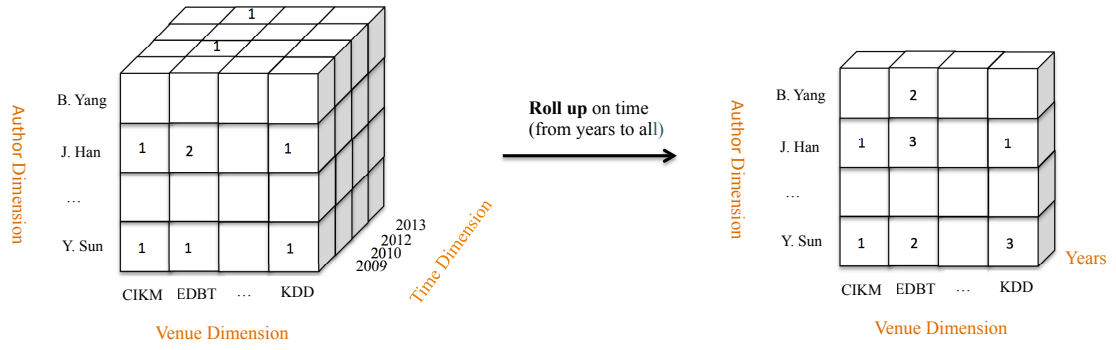 1
1
B. Yang
J. Han 1 2 1
…
Y. Sun 1 1 1
CIKM EDBT … KDD
2013
2012
2010
2009
Author Dimension
Venue Dimension
Time Dimension
Roll up on time
(from years to all)
B. Yang 2
J. Han 1 3 1
…
Y. Sun 1 2 3
CIKM EDBT … KDD
Author Dimension
Venue Dimension
Years